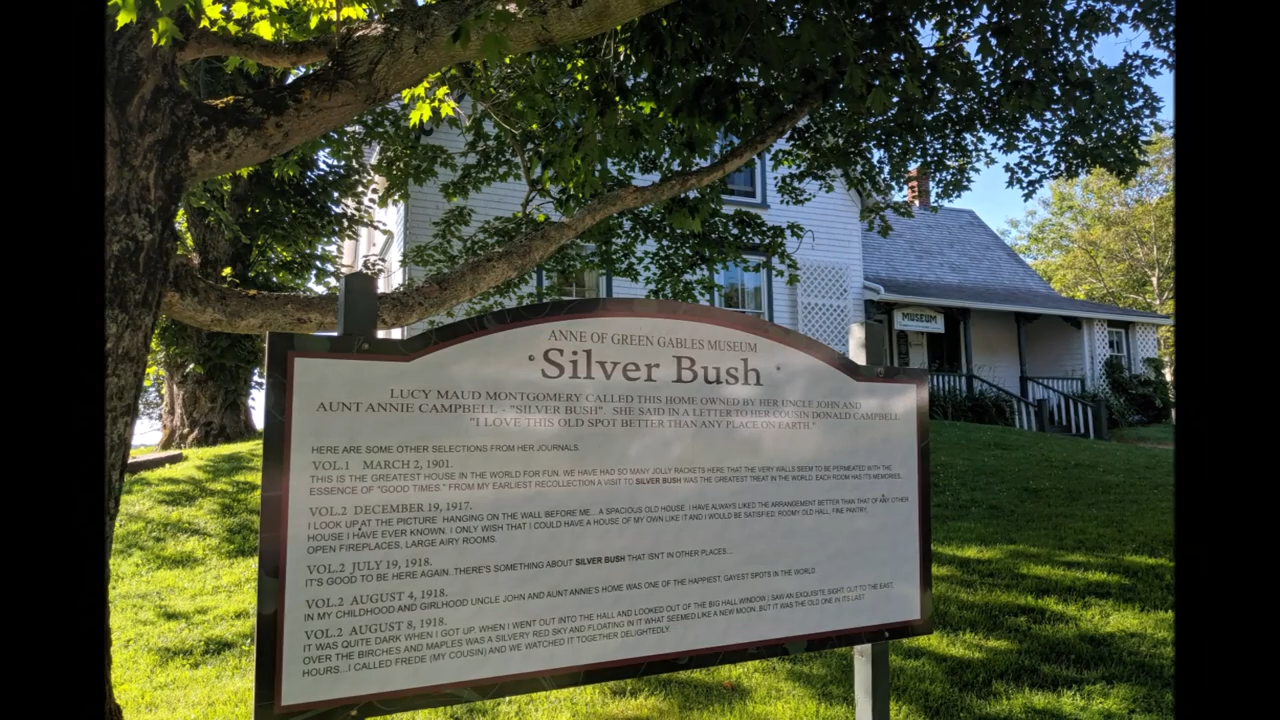 MUSEUM
ANNE OF GREEN GABLES MUSEUM
Silver Bush
LUCY MAUD MONTGOMERY CALLED THIS HOME OWNED BY HER UNCLE JOHN AND
AUNT ANNIE CAMPBELL - "SILVER BUSH". SHE SAID IN A LETTER TO HER COUSIN DONALD CAMPBELL
"I LOVE THIS OLD SPOT BETTER THAN ANY PLACE ON EARTH."
HERE ARE SOME OTHER SELECTIONS FROM HER JOURNALS.
VOL.1 MARCH 2, 1901.
THIS IS THE GREATEST HOUSE IN THE WORLD FOR FUN. WE HAVE HAD SO MANY JOLLY RACKETS HERE THAT THE VERY WALLS SEEM TO BE PERMEATED WITH THE
ESSENCE OF "GOOD TIMES." FROM MY EARLIEST RECOLLECTION A VISIT TO SILVER BUSH WAS THE GREATEST TREAT IN THE WORLD. EACH ROOM HAS ITS MEMORIES...
VOL.2 DECEMBER 19, 1917.
I LOOK UP AT THE PICTURE HANGING ON THE WALL BEFORE ME... A SPACIOUS OLD HOUSE. I HAVE ALWAYS LIKED THE ARRANGEMENT BETTER THAN THAT OF ANY OTHER
HOUSE I HAVE EVER KNOWN. I ONLY WISH THAT I COULD HAVE A HOUSE OF MY OWN LIKE IT AND I WOULD BE SATISFIED; ROOMY OLD HALL, FINE PANTRY,
OPEN FIREPLACES, LARGE AIRY ROOMS.
VOL.2 JULY 19, 1918.
IT'S GOOD TO BE HERE AGAIN...THERE'S SOMETHING ABOUT SILVER BUSH THAT ISN'T IN OTHER PLACES....
VOL.2 AUGUST 4, 1918.
IN MY CHILDHOOD AND GIRLHOOD UNCLE JOHN AND AUNT ANNIE'S HOME WAS ONE OF THE HAPPIEST, GAYEST SPOTS IN THE WORLD.
VOL.2 AUGUST 8, 1918.
IT WAS QUITE DARK WHEN I GOT UP. WHEN I WENT OUT INTO THE HALL AND LOOKED OUT OF THE BIG HALL WINDOW I SAW AN EXQUISITE SIGHT. OUT TO THE EAST,
OVER THE BIRCHES AND MAPLES WAS A SILVERY RED SKY AND FLOATING IN IT WHAT SEEMED LIKE A NEW MOON, BUT IT WAS THE OLD ONE IN ITS LAST
HOURS...I CALLED FREDE (MY COUSIN) AND WE WATCHED IT TOGETHER DELIGHTEDLY.